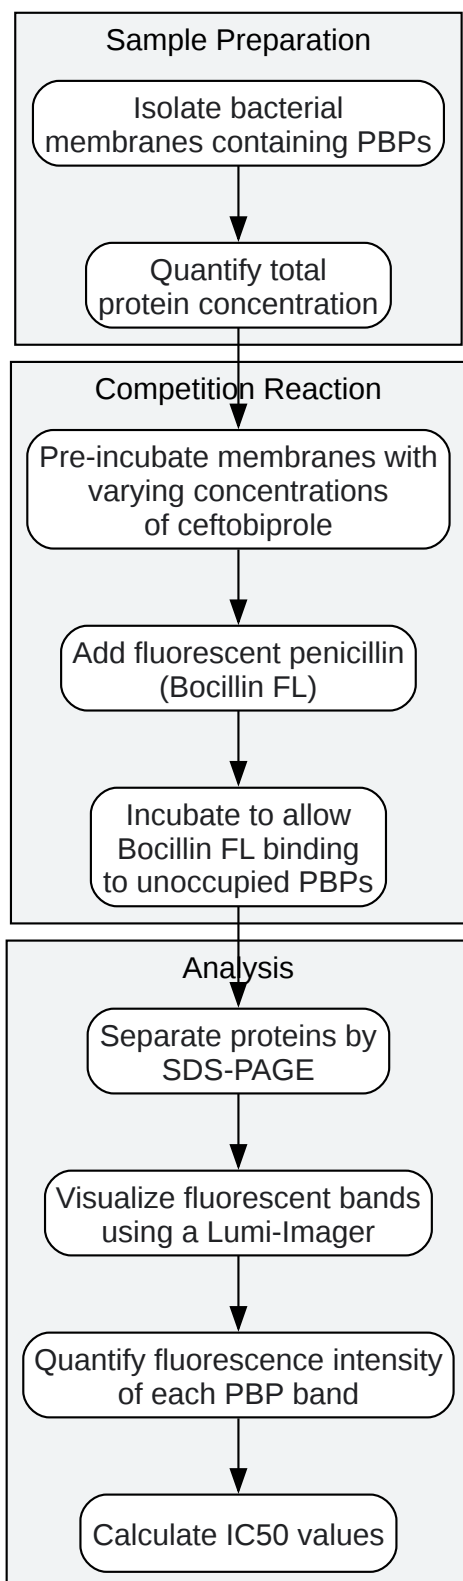 Sample Preparation
Isolate bacterial
membranes containing PBPs
Quantify total
protein concentration
Competition Reaction
Pre-incubate membranes with
varying concentrations
of ceftobiprole
Add fluorescent penicillin
(Bocillin FL)
Incubate to allow
Bocillin FL binding
to unoccupied PBPs
Analysis
Separate proteins by
SDS-PAGE
Visualize fluorescent bands
using a Lumi-Imager
Quantify fluorescence intensity
of each PBP band
Calculate IC50 values